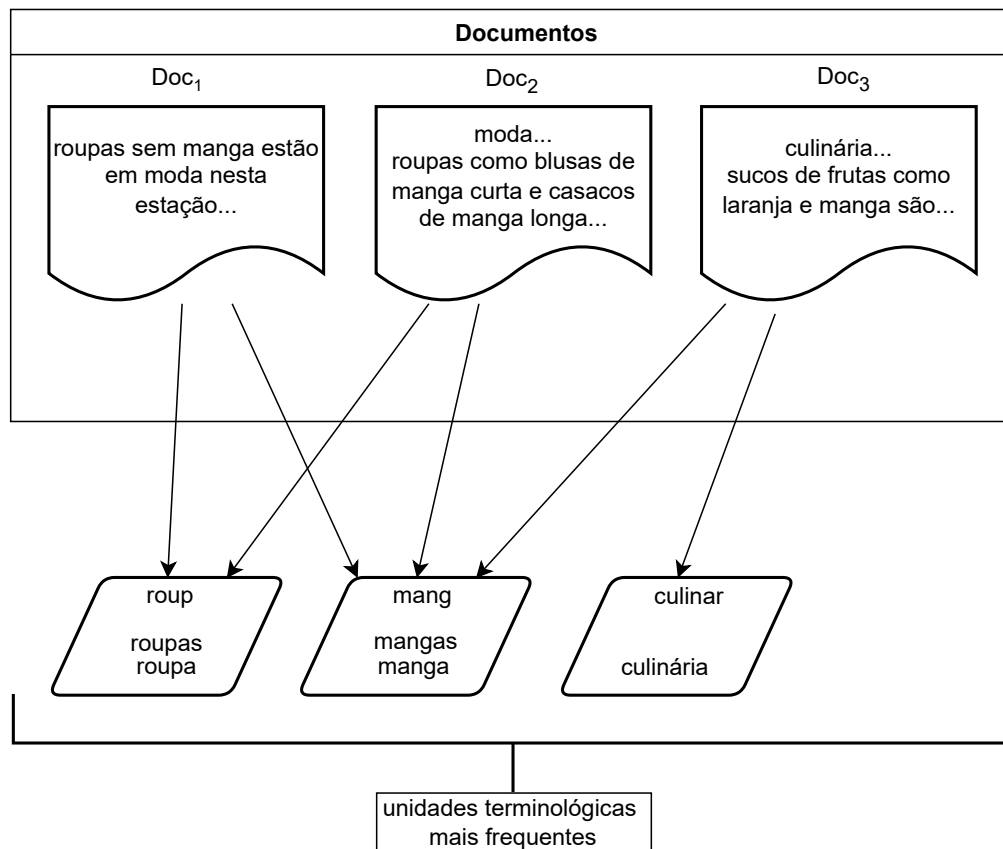 Documentos
Doc1
Doc2
Doc3
roupas sem manga estão
em moda nesta
estação...
moda...
roupas como blusas de
manga curta e casacos
de manga longa...
culinária...
sucos de frutas como
laranja e manga são...
roup
roupas
roupa
mang
mangas
manga
culinar
culinária
unidades terminológicas
mais frequentes